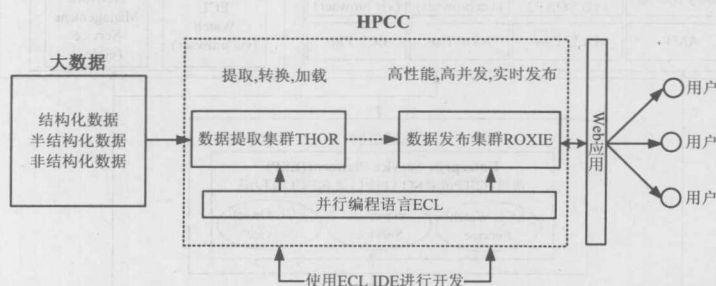 HPCC
大数据
提取,转换,加载
高性能,高并发,实时发布
结构化数据
半结构化数据
非结构化数据
数据提取集群THOR
数据发布集群ROXIE
Web应用
用户
用户
用户
并行编程语言ECL
使用ECL IDE进行开发